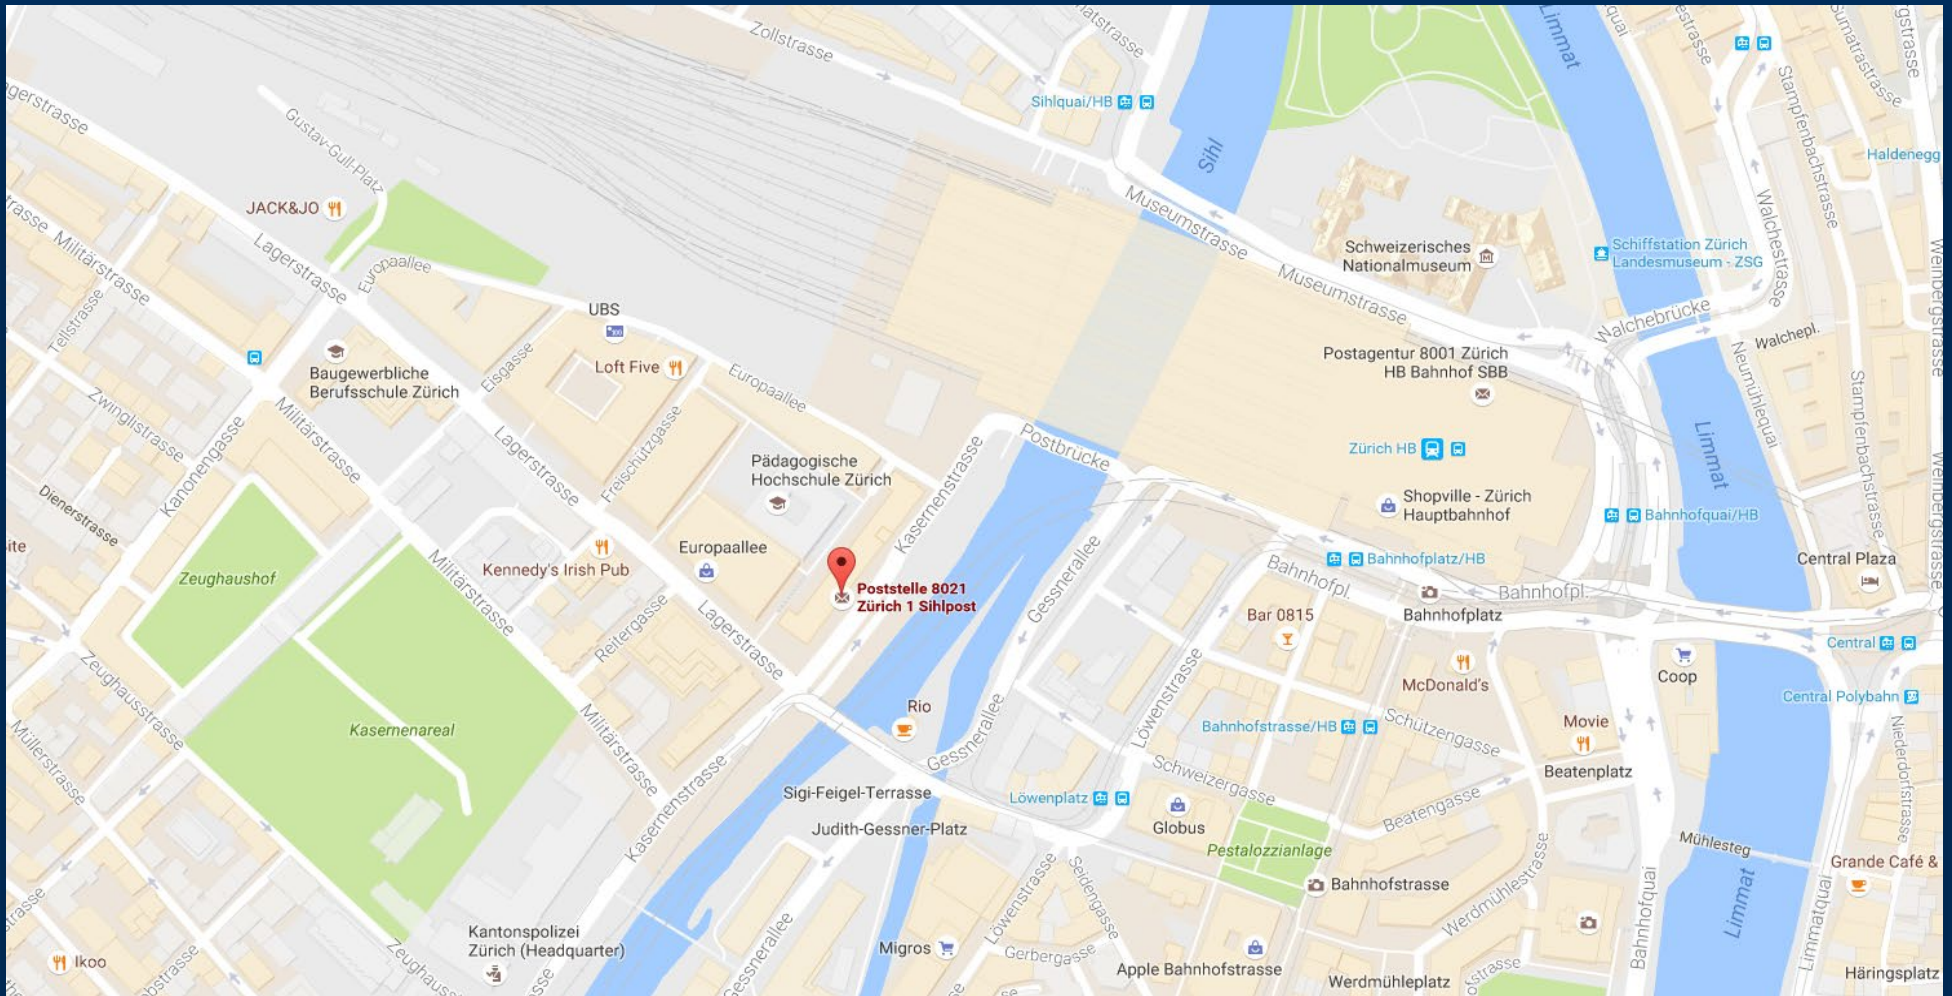 Zollstrasse
Limmat
Sihlquai/HB
Sihl
Stampfenbachstrasse
Sumatrastrasse
Haldenegg
Gustav-Gull-Platz
JACK&JO
Lagerstrasse
Militärstrasse
Europaallee
Museumstrasse
Museumstrasse
Schweizerisches
Nationalmuseum
Schiffstation Zürich
Landesmuseum - ZSG
Walchestrasse
Weinbergstrasse
Walchebrücke
Walchepl.
Neumühlequai
Tellstrasse
UBS
Loft Five
Eisgasse
Baugewerbliche
Berufsschule Zürich
Europaallee
Postagentur 8001 Zürich
HB Bahnhof SBB
Zwinglistrasse
Militärstrasse
Kanonengasse
Lagerstrasse
Freischützgasse
Pädagogische
Hochschule Zürich
Kasernenstrasse
Postbrücke
Zürich HB
Limmat
Stampfenbachstrasse
Weinbergstrasse
Shopville - Zürich
Hauptbahnhof
Bahnhofquai/HB
Dienerstrasse
Zeughaushof
Militärstrasse
Kennedy's Irish Pub
Europaallee
Poststelle 8021
Zürich 1 Sihlpost
Gessnerallee
Bahnhofplatz/HB
Bahnhofpl.
Bahnhofpl.
Bahnhofplatz
Central Plaza
Bar 0815
Central
Reitergasse
Lagerstrasse
Zeughausstrasse
Löwenstrasse
McDonald's
Coop
Central Polybahn
Kasernenareal
Müllerstrasse
Militärstrasse
Rio
Gessnerallee
Bahnhofstrasse/HB
Schützengasse
Movie
Beatenplatz
Niederdorfstrasse
Kasernenstrasse
Sigi-Feigel-Terrasse
Löwenplatz
Schweizergasse
Globus
Beatengasse
Judith-Gessner-Platz
Pestalozzianlage
Mühlesteg
Grande Café &
Bahnhofstrasse
Werdmühlestrasse
Bahnhofquai
Limmat
Limmatquai
Löwenstrasse
Seidengasse
Kantonspolizei
Zürich (Headquarter)
Gessnerallee
Migros
Gerbergasse
Apple Bahnhofstrasse
Werdmühleplatz
Häringsplatz
Ikoo